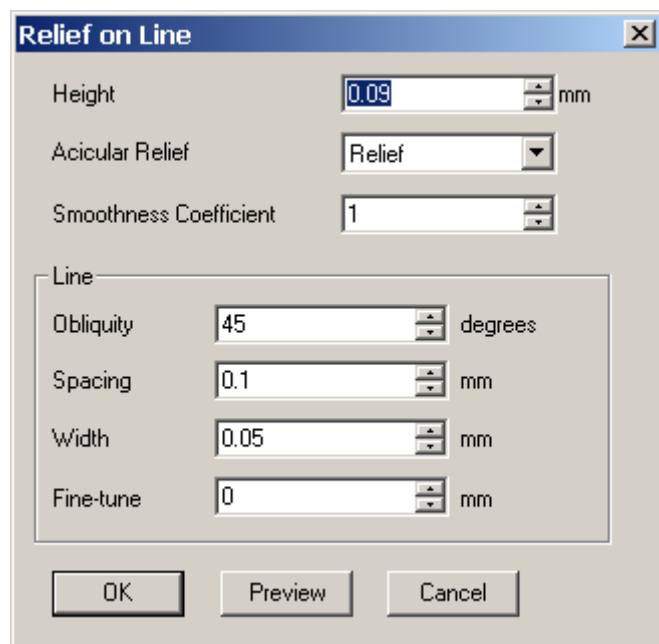 Relief on Line
Height 0.09 mm
Acicular Relief Relief
Smoothness Coefficient 1
Line
Obliquity 45 degrees
Spacing 0.1 mm
Width 0.05 mm
Fine-tune 0 mm
OK Preview Cancel